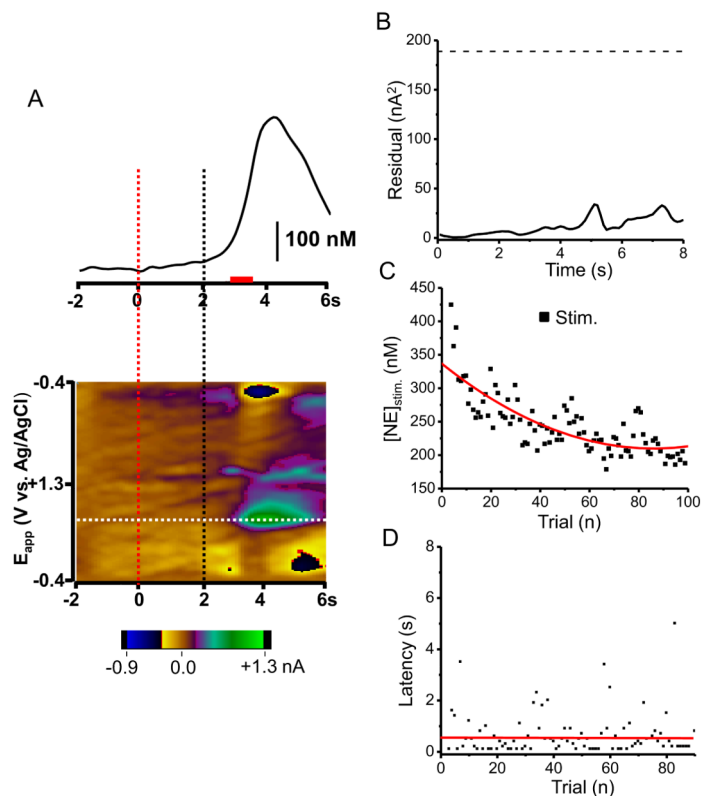 A
100 nM
-2 0 2 4 6s
E_app (V vs. Ag/AgCl)
-0.4
+1.3
-0.4
-2 0 2 4 6s
-0.9 0.0 +1.3 nA
B
Residual (nA²)
200
150
100
50
0
0 2 4 6 8
Time (s)
C
[NE]stim. (nM)
450
400
350
300
250
200
150
Stim.
0 20 40 60 80 100
Trial (n)
D
Latency (s)
8
6
4
2
0
0 20 40 60 80
Trial (n)